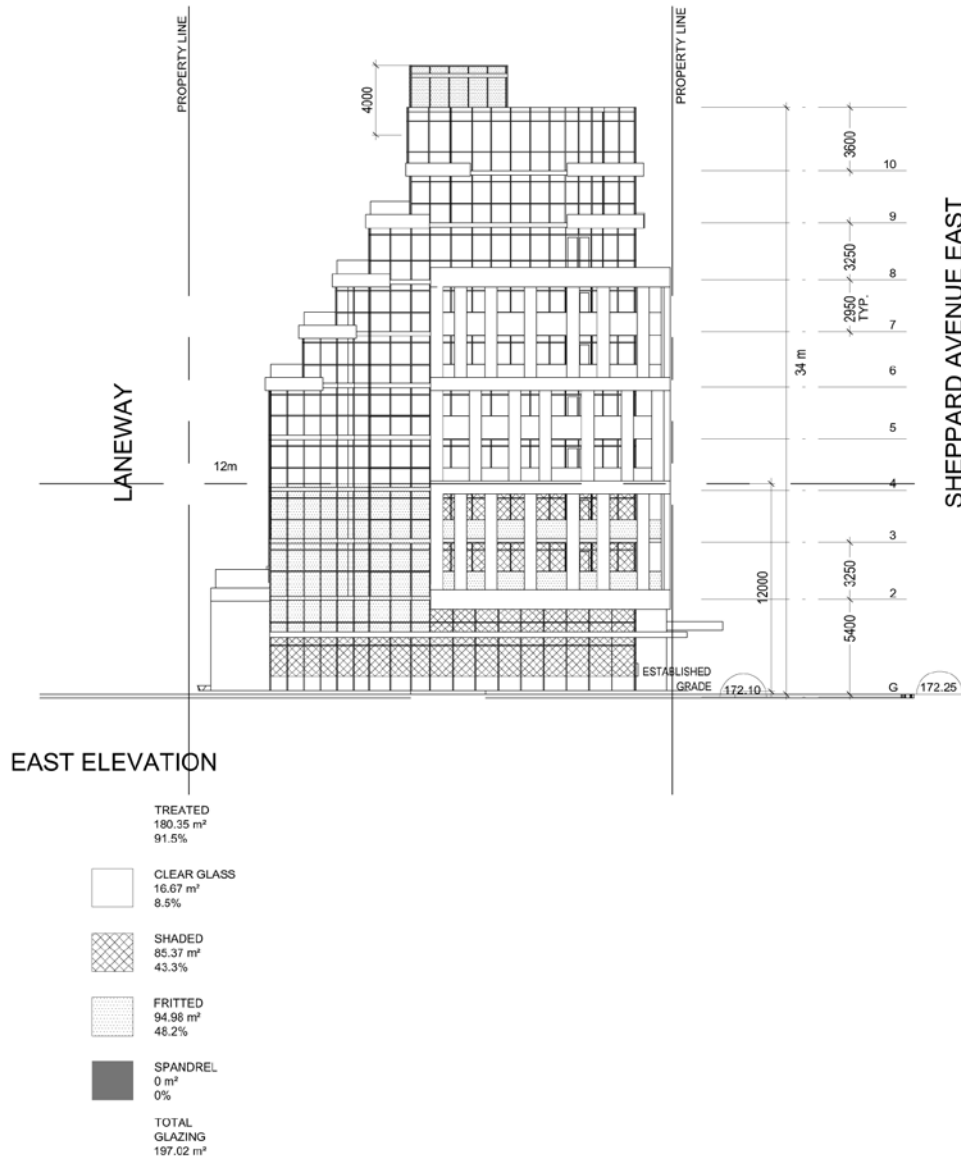 PROPERTY LINE
PROPERTY LINE
4000
3600
10
9
3250
8
2950
TYP.
7
34 m
6
5
LANEWAY
SHEPPARD AVENUE EAST
12m
4
3
3250
12000
2
5400
ESTABLISHED
GRADE
172.10
G
172.25
EAST ELEVATION
TREATED
180.35 m²
91.5%
CLEAR GLASS
16.67 m²
8.5%
SHADED
85.37 m²
43.3%
FRITTED
94.98 m²
48.2%
SPANDREL
0 m²
0%
TOTAL
GLAZING
197.02 m²